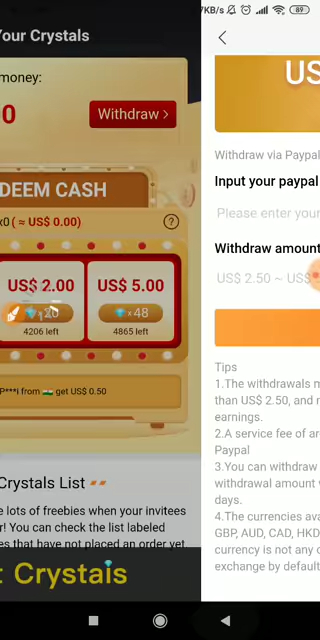 7KB/s
89
Your Crystals
money:
0
Withdraw >
DEEM CASH
x0 ( ≈ US$ 0.00)
?
US$ 2.00
US$ 5.00
× 48
4206 left
4865 left
P***i from get US$ 0.50
Crystals List
e lots of freebies when your invitees
r! You can check the list labeled
es that have not placed an order yet
: Crystals
US
Withdraw via Paypal
Input your paypal
Please enter your
Withdraw amount
US$ 2.50 ~ US$
Tips
1.The withdrawals m
than US$ 2.50, and r
earnings.
2.A service fee of ar
Paypal
3.You can withdraw
withdrawal amount
days.
4.The currencies ava
GBP, AUD, CAD, HKD
currency is not any c
exchange by default